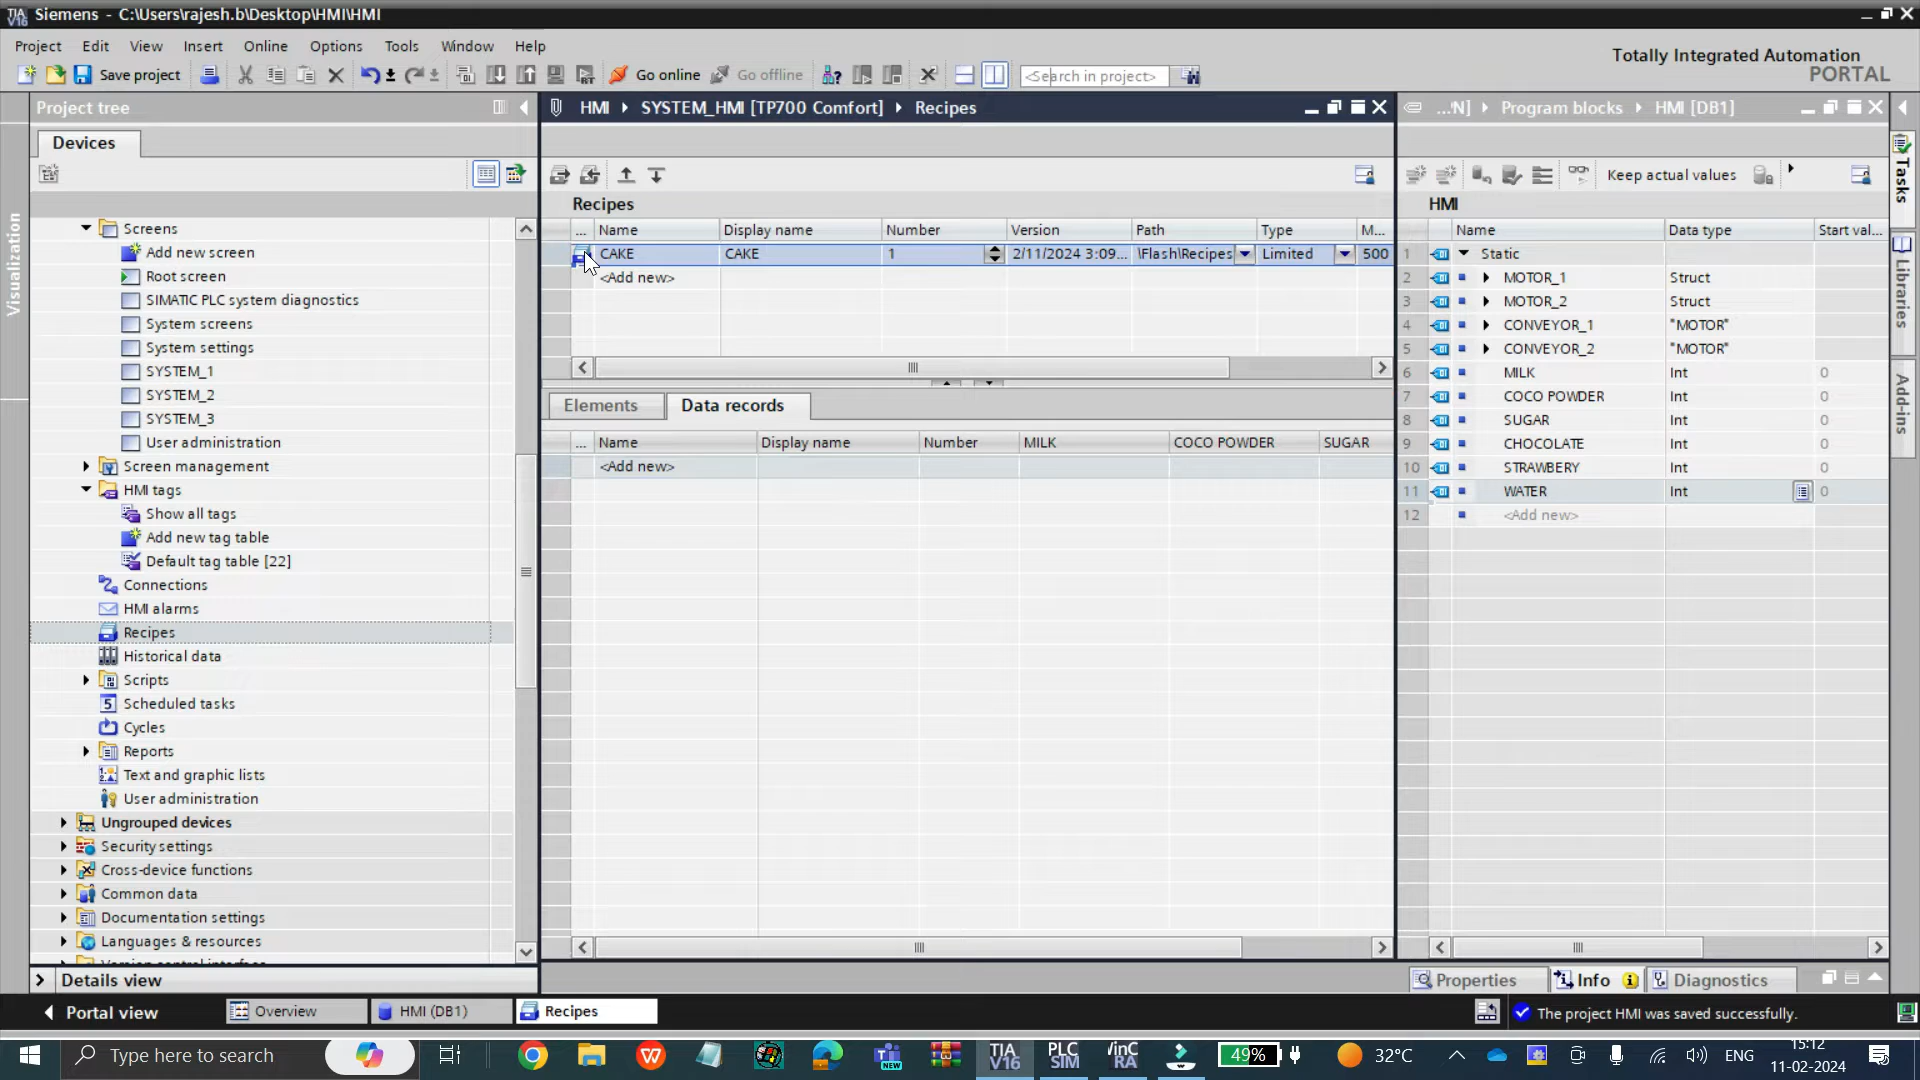 Siemens - C:\Users\rajesh.b\Desktop\HMI\HMI
Project Edit View Insert Online Options Tools Window Help
Totally Integrated Automation
PORTAL
Save project Go online Go offline <Search in project>
Project tree
HMI SYSTEM_HMI [TP700 Comfort] Recipes
...'N] Program blocks HMI [DB1]
Devices
Keep actual values
Visualization
Tasks
Libraries
Add-ins
Screens
Add new screen
Root screen
SIMATIC PLC system diagnostics
System screens
System settings
SYSTEM_1
SYSTEM_2
SYSTEM_3
User administration
Screen management
HMI tags
Show all tags
Add new tag table
Default tag table [22]
Connections
HMI alarms
Recipes
Historical data
Scripts
Scheduled tasks
Cycles
Reports
Text and graphic lists
User administration
Ungrouped devices
Security settings
Cross-device functions
Common data
Documentation settings
Languages & resources
Details view
Recipes
... Name Display name Number Version Path Type M...
CAKE CAKE 1 2/11/2024 3:09... \Flash\Recipes Limited 500
<Add new>
Elements Data records
... Name Display name Number MILK COCO POWDER SUGAR
<Add new>
HMI
Name Data type Start val...
1 Static
2 MOTOR_1 Struct
3 MOTOR_2 Struct
4 CONVEYOR_1 "MOTOR"
5 CONVEYOR_2 "MOTOR"
6 MILK Int 0
7 COCO POWDER Int 0
8 SUGAR Int 0
9 CHOCOLATE Int 0
10 STRAWBERY Int 0
11 WATER Int 0
12 <Add new>
Properties Info Diagnostics
Portal view Overview HMI (DB1) Recipes The project HMI was saved successfully.
Type here to search
49% 32°C ENG 15:12
11-02-2024